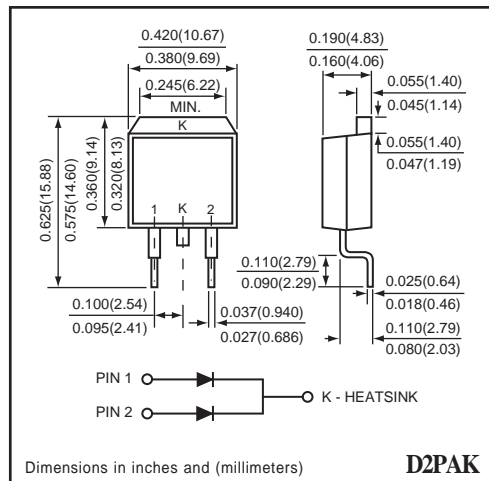 0.420(10.67)
0.380(9.69)
0.245(6.22)
MIN.
K
0.625(15.88)
0.575(14.60)
0.360(9.14)
0.320(8.13)
1 K 2
0.100(2.54)
0.095(2.41)
0.037(0.940)
0.027(0.686)
0.190(4.83)
0.160(4.06)
0.055(1.40)
0.045(1.14)
0.055(1.40)
0.047(1.19)
0.110(2.79)
0.090(2.29)
0.025(0.64)
0.018(0.46)
0.110(2.79)
0.080(2.03)
PIN 1
PIN 2
K - HEATSINK
Dimensions in inches and (millimeters)
D2PAK